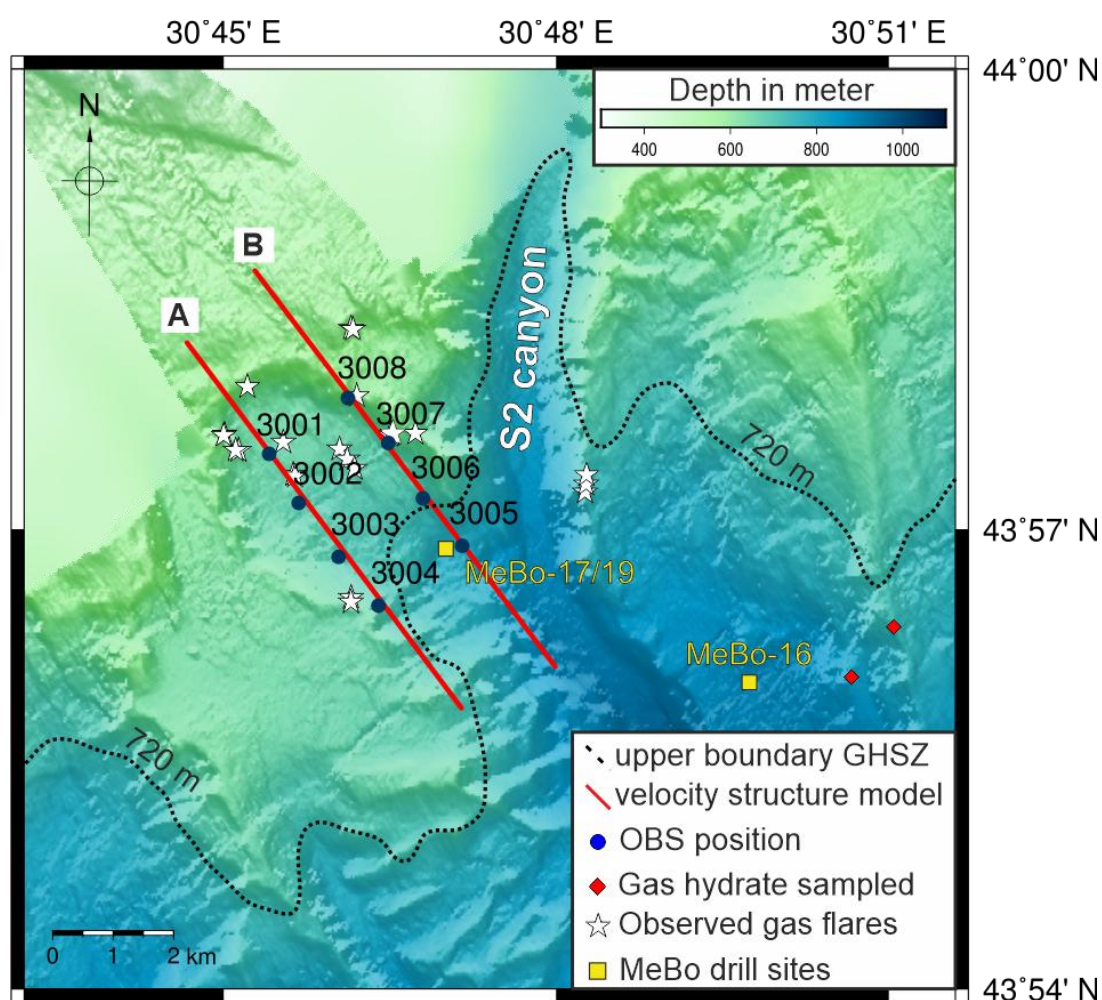 30°45' E
30°48' E
30°51' E
44°00' N
Depth in meter
400 600 800 1000
N
B
A
S2 canyon
3008
3007
3001
3006
3002
3005
3003
3004
720 m
43°57' N
MeBo-17/19
MeBo-16
720 m
upper boundary GHSZ
velocity structure model
OBS position
Gas hydrate sampled
Observed gas flares
MeBo drill sites
0 1 2 km
43°54' N